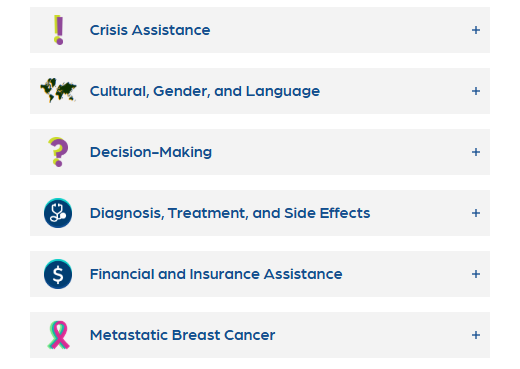 Crisis Assistance +
Cultural, Gender, and Language +
Decision-Making +
Diagnosis, Treatment, and Side Effects +
Financial and Insurance Assistance +
Metastatic Breast Cancer +